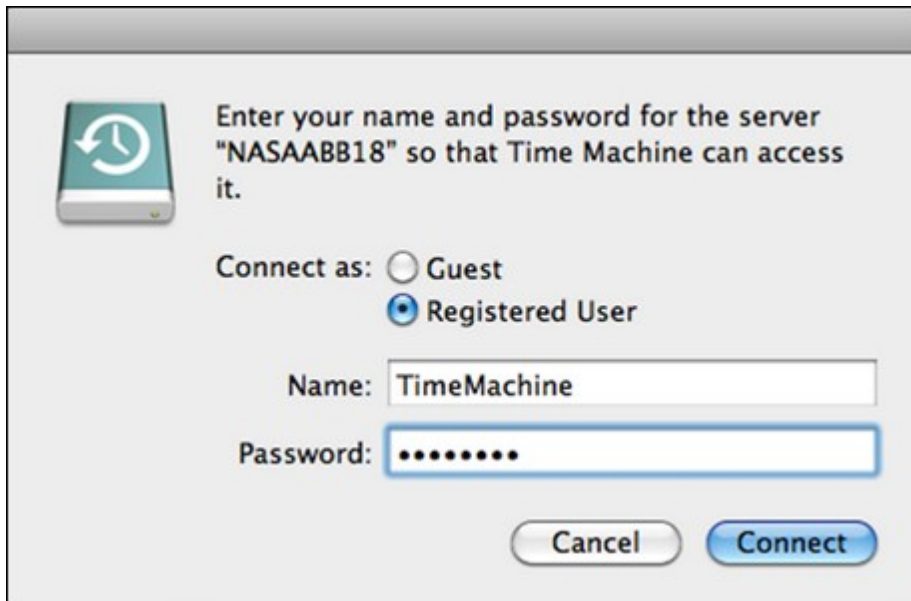 Enter your name and password for the server
“NASAABB18” so that Time Machine can access
it.
Connect as: Guest
Registered User
Name: TimeMachine
Password: ••••••••
Cancel Connect